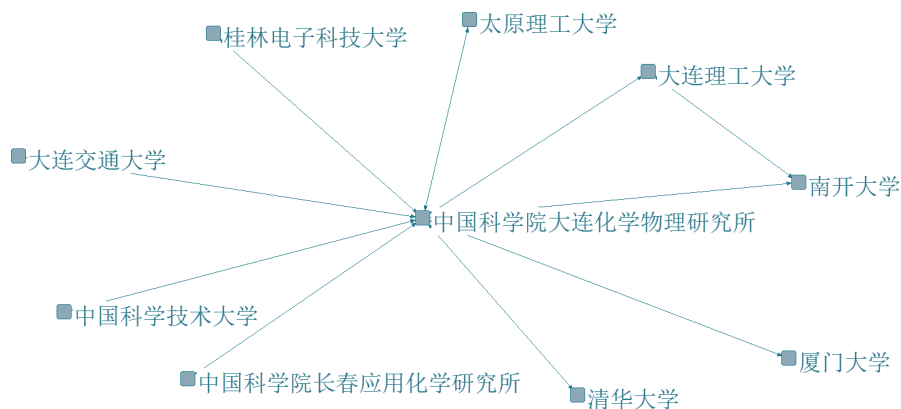 太原理工大学
桂林电子科技大学
大连理工大学
大连交通大学
南开大学
中国科学院大连化学物理研究所
中国科学技术大学
厦门大学
中国科学院长春应用化学研究所
清华大学